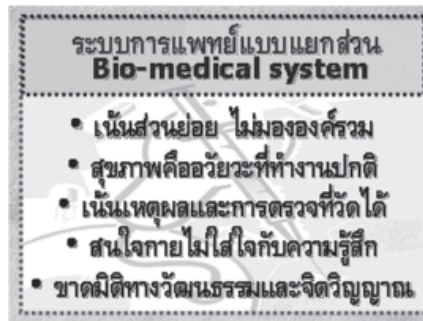 ระบบการแพทย์แบบแยกส่วน
Bio-medical system
• เน้นส่วนย่อย ไม่มององค์รวม
• สุขภาพคืออวัยวะที่ทำงานปกติ
• เน้นเหตุผลและการตรวจที่วัดได้
• สนใจกายไม่ใส่ใจกับความรู้สึก
• ขาดมิติทางวัฒนธรรมและจิตวิญญาณ